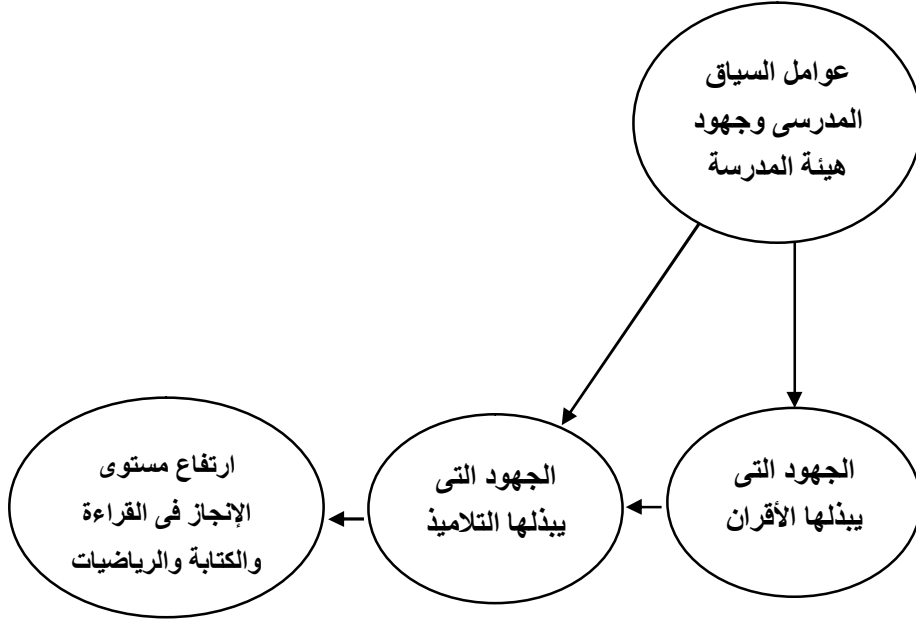 عوامل السياق
المدرسى وجهود
هيئة المدرسة
الجهود التى
يبذلها الأقران
الجهود التى
يبذلها التلاميذ
ارتفاع مستوى
الإنجاز فى القراءة
والكتابة والرياضيات